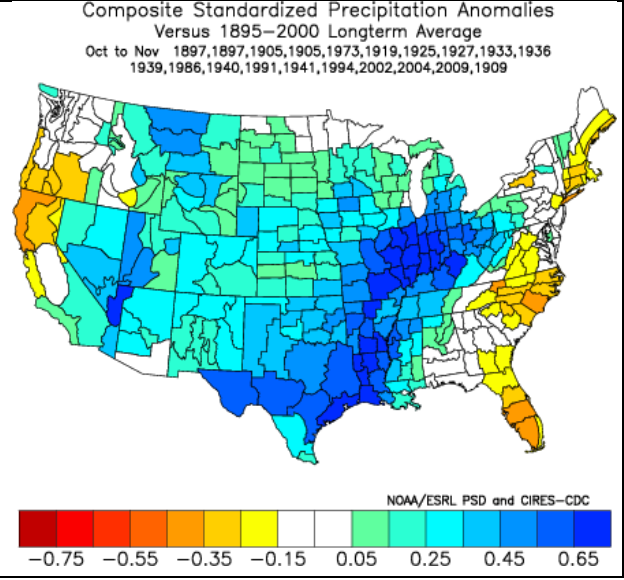 Composite Standardized Precipitation Anomalies
Versus 1895-2000 Longterm Average
Oct to Nov 1897,1897,1905,1905,1973,1919,1925,1927,1933,1936
1939,1986,1940,1991,1941,1994,2002,2004,2009,1909
NOAA/ESRL PSD and CIRES-CDC
-0.75 -0.55 -0.35 -0.15 0.05 0.25 0.45 0.65